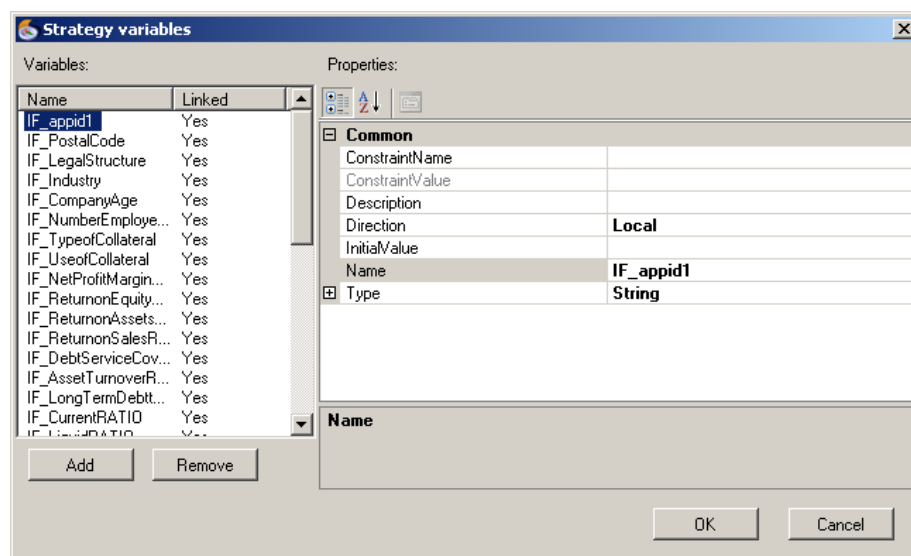 Strategy variables
Variables:
Properties:
Name Linked
IF_appid1 Yes
IF_PostalCode Yes
IF_LegalStructure Yes
IF_Industry Yes
IF_CompanyAge Yes
IF_NumberEmploye... Yes
IF_TypeofCollateral Yes
IF_UseofCollateral Yes
IF_NetProfitMargin... Yes
IF_ReturnonEquity... Yes
IF_ReturnonAssets... Yes
IF_ReturnonSalesR... Yes
IF_DebtServiceCov... Yes
IF_AssetTurnoverR... Yes
IF_LongTermDebtt... Yes
IF_CurrentRATIO Yes
IF_LiquidRATIO Yes
Add Remove
Common
ConstraintName
ConstraintValue
Description
Direction Local
InitialValue
Name IF_appid1
Type String
Name
OK Cancel